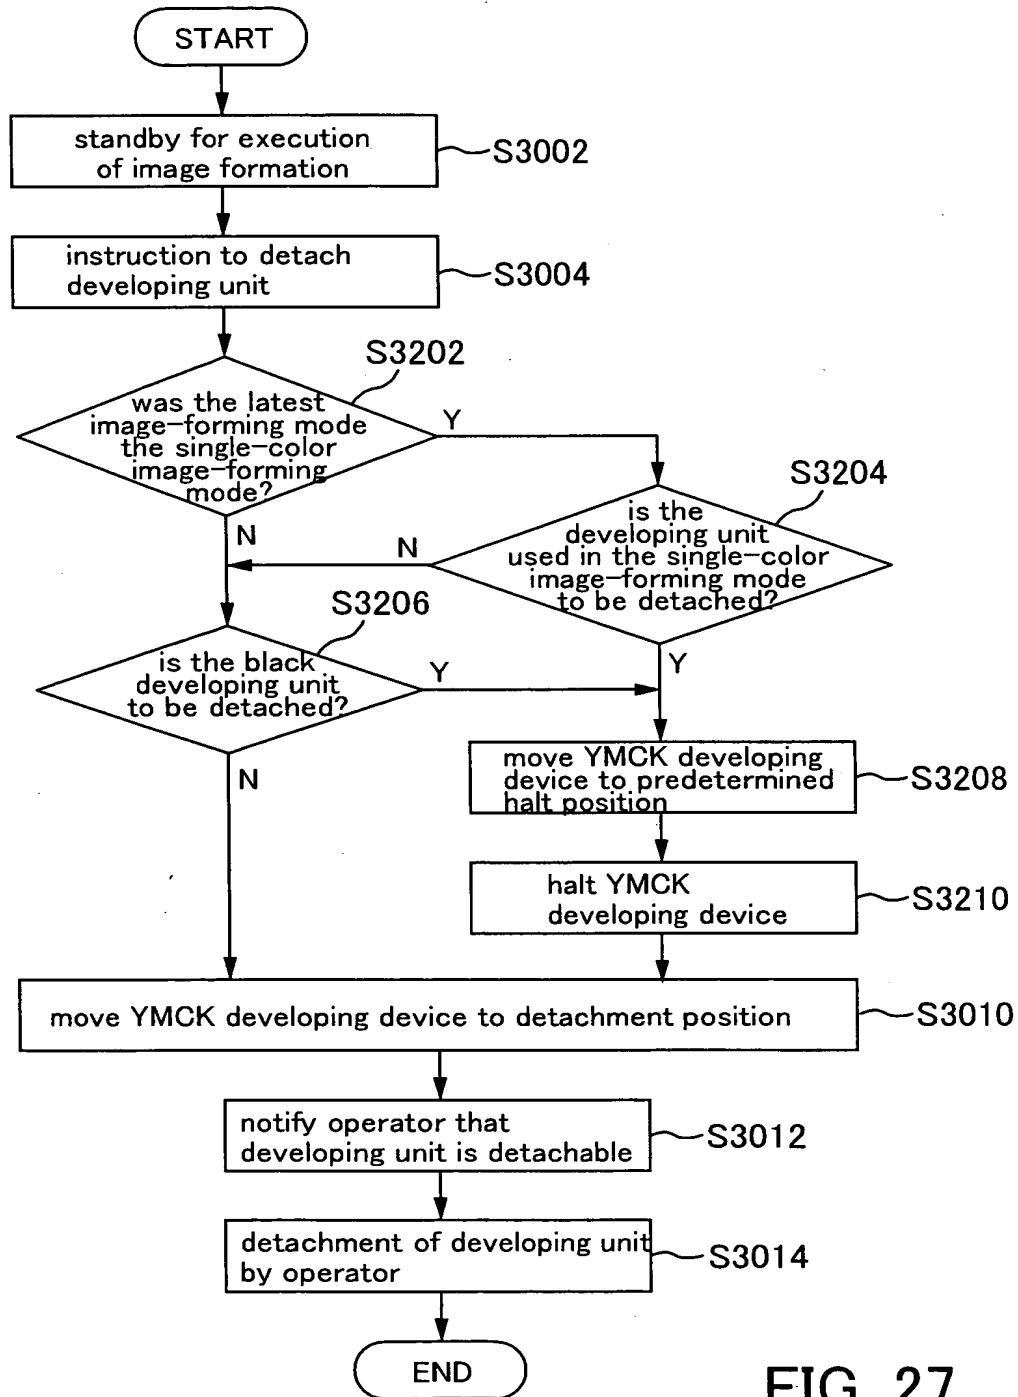 START
standby for execution
of image formation
S3002
instruction to detach
developing unit
S3004
S3202
was the latest
image-forming mode
the single-color
image-forming
mode?
Y
N
S3204
is the
developing unit
used in the single-color
image-forming mode
to be detached?
N
Y
S3206
is the black
developing unit
to be detached?
Y
N
move YMCK developing
device to predetermined
halt position
S3208
halt YMCK
developing device
S3210
move YMCK developing device to detachment position
S3010
notify operator that
developing unit is detachable
S3012
detachment of developing unit
by operator
S3014
END
FIG. 27